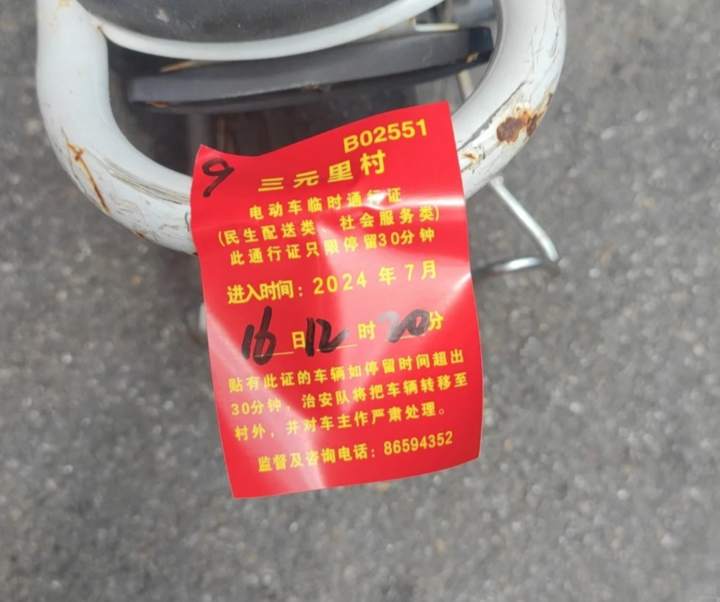 B02551
9
三元里村
电动车临时通行证
(民生配送类 社会服务类)
此通行证只限停留30分钟
进入时间：2024 年 7 月
16 日 12 时 20 分
贴有此证的车辆如停留时间超出
30分钟，治安队将把车辆转移至
村外，并对车主作严肃处理。
监督及咨询电话：86594352